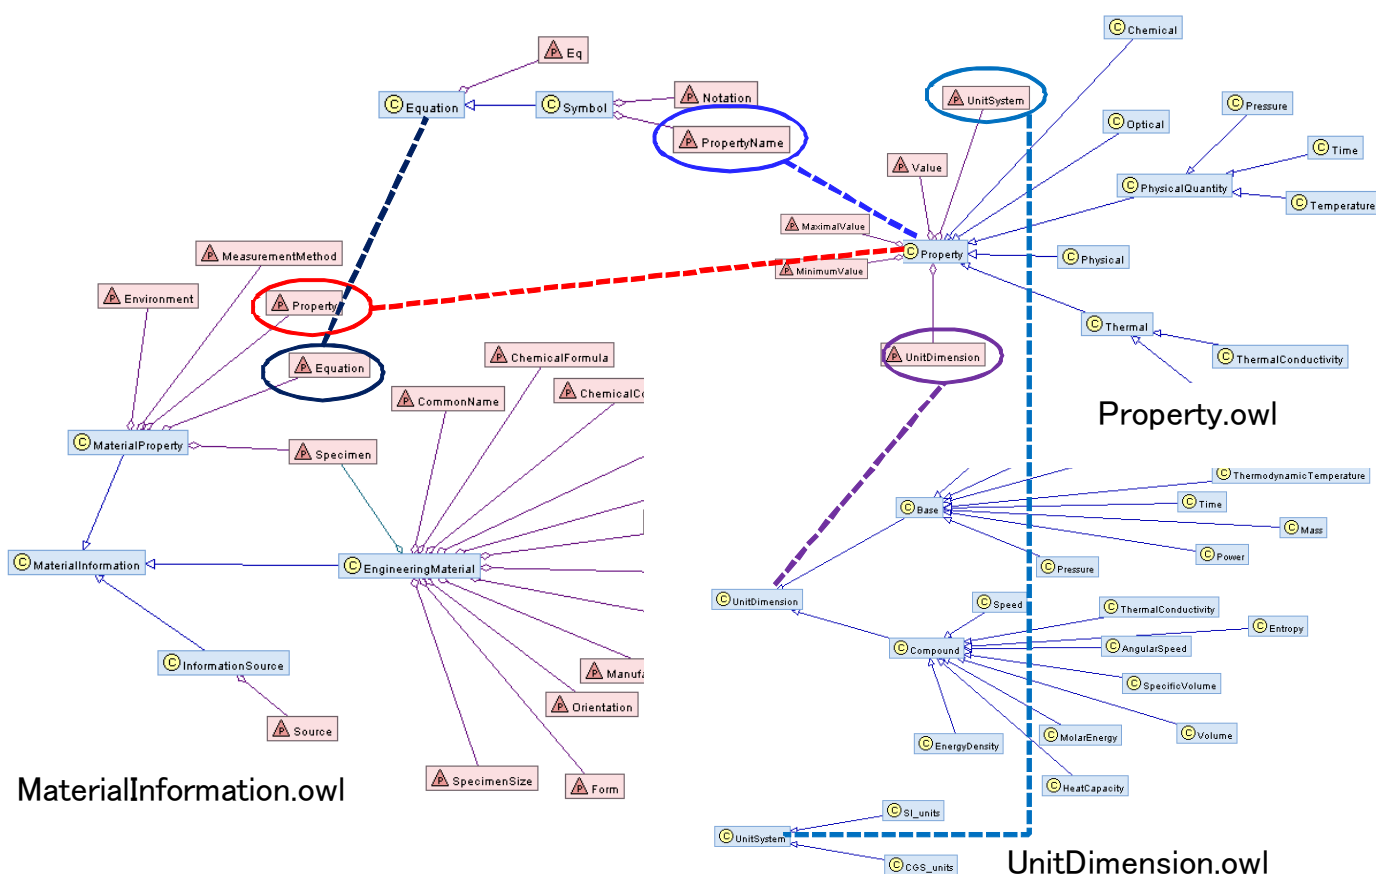 C Chemical
P Eq
P UnitSystem
P Notation
C Equation
C Symbol
C Pressure
C Optical
P PropertyName
C Time
P Value
C PhysicalQuantity
C Temperature
P MaximalValue
P MeasurementMethod
C Property
C Physical
P MinimumValue
P Environment
P Property
C Thermal
P ChemicalFormula
P UnitDimension
C ThermalConductivity
P Equation
P ChemicalCo
P CommonName
Property.owl
C MaterialProperty
P Specimen
C ThermodynamicTemperature
C Base
C Time
C Mass
C Power
C MaterialInformation
C EngineeringMaterial
C Pressure
C UnitDimension
C Speed
C ThermalConductivity
C Entropy
C Compound
C AngularSpeed
C InformationSource
P Manufa
C SpecificVolume
P Orientation
P Source
C MolarEnergy
C Volume
C EnergyDensity
P SpecimenSize
P Form
C HeatCapacity
MaterialInformation.owl
C SI_units
C UnitSystem
C CGS_units
UnitDimension.owl